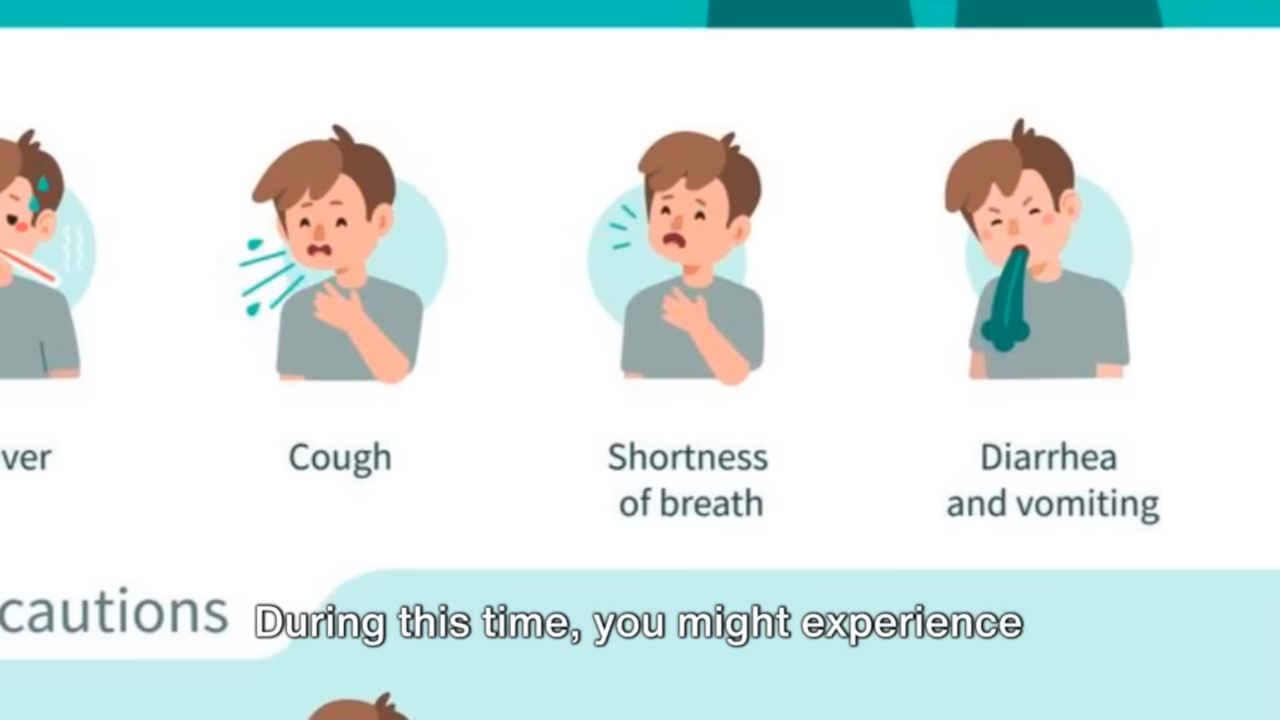 ver
Cough
Shortness
of breath
Diarrhea
and vomiting
cautions
During this time, you might experience